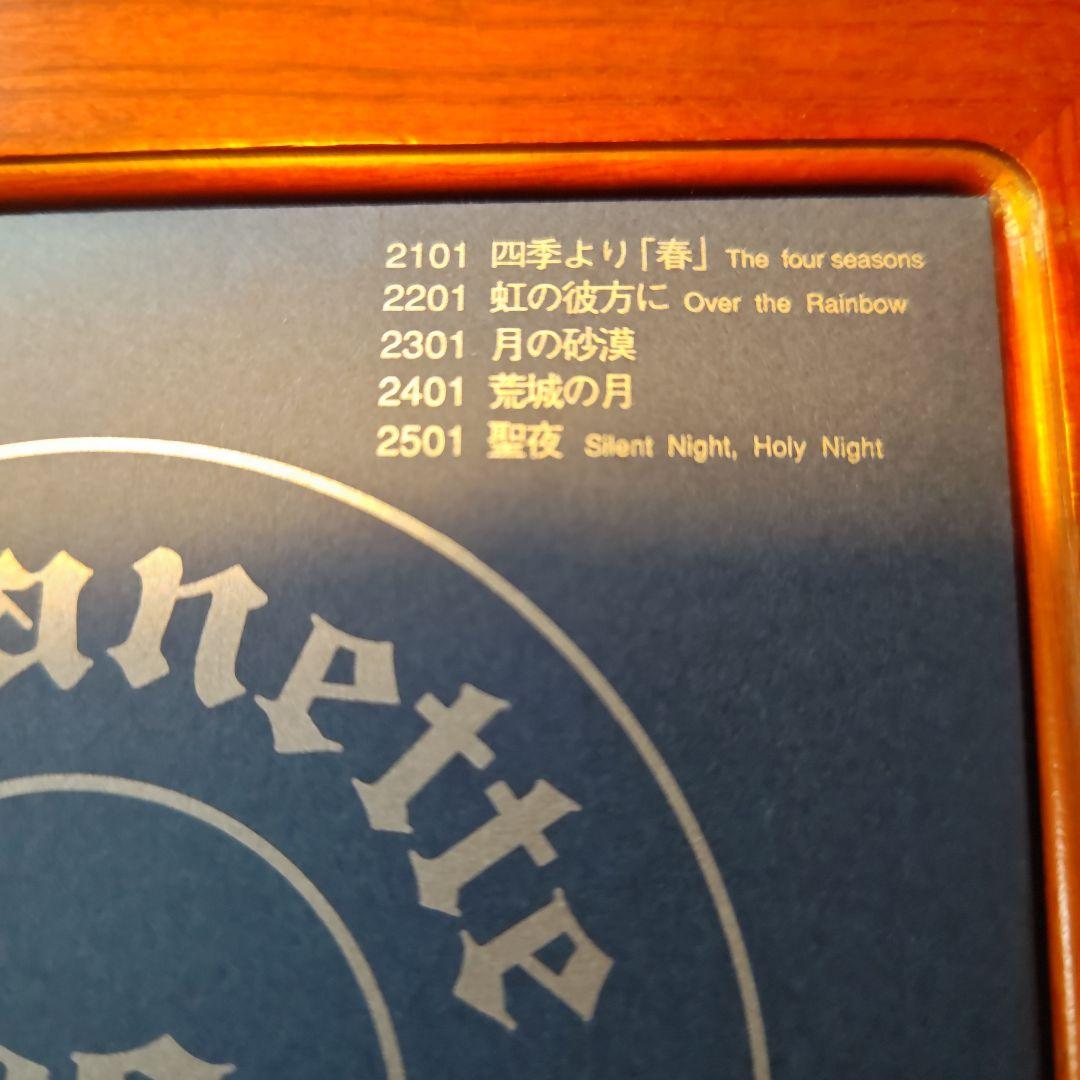 2101 四季より「春」 The four seasons
2201 虹の彼方に Over the Rainbow
2301 月の砂漠
2401 荒城の月
2501 聖夜 Silent Night, Holy Night
anette